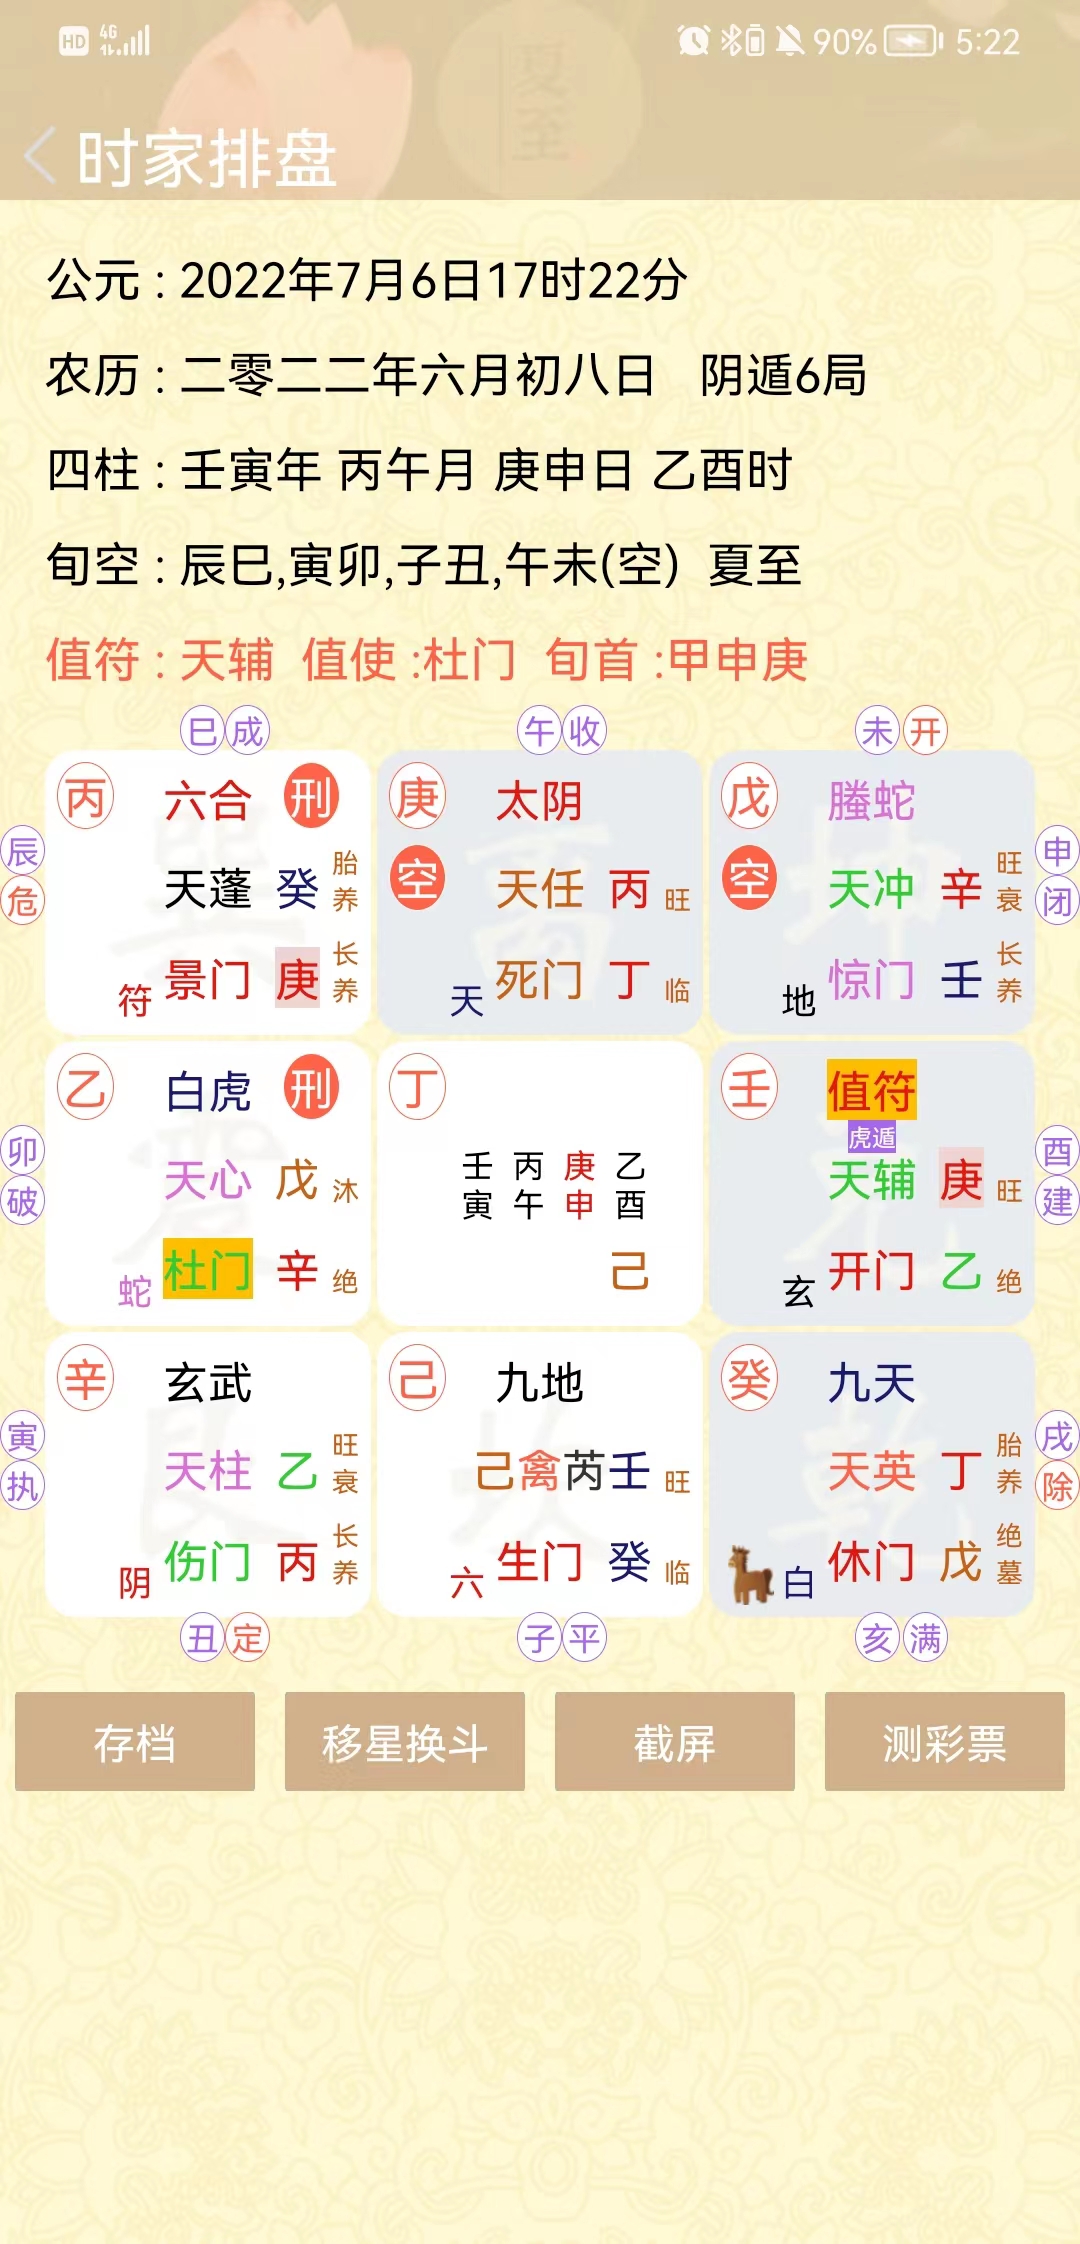 HD 4G 90% 5:22
夏至
时家排盘
公元 : 2022年7月6日17时22分
农历 : 二零二二年六月初八日 阴遁6局
四柱 : 壬寅年 丙午月 庚申日 乙酉时
旬空 : 辰巳,寅卯,子丑,午未(空) 夏至
值符 : 天辅 值使 :杜门 旬首 :甲申庚
巳 成 午 收 未 开
丙 六合 刑 庚 太阴 戊 螣蛇
辰 申
危 空 空 闭
天蓬 癸 胎养 天任 丙 旺 天冲 辛 旺衰
符 景门 庚 长养 天 死门 丁 临 地 惊门 壬 长养
巽 离 坤
乙 白虎 刑 丁 壬 值符
虎遁
卯 壬 丙 庚 乙 酉
破 寅 午 申 酉 建
天心 戊 沐 天辅 庚 旺
蛇 杜门 辛 绝 己 玄 开门 乙 绝
震 兑
辛 玄武 己 九地 癸 九天
寅 戌
执 除
天柱 乙 旺衰 己禽芮壬 旺 天英 丁 胎养
阴 伤门 丙 长养 六 生门 癸 临 白 休门 戊 绝墓
艮 坎 乾
丑 定 子 平 亥 满
存档 移星换斗 截屏 测彩票